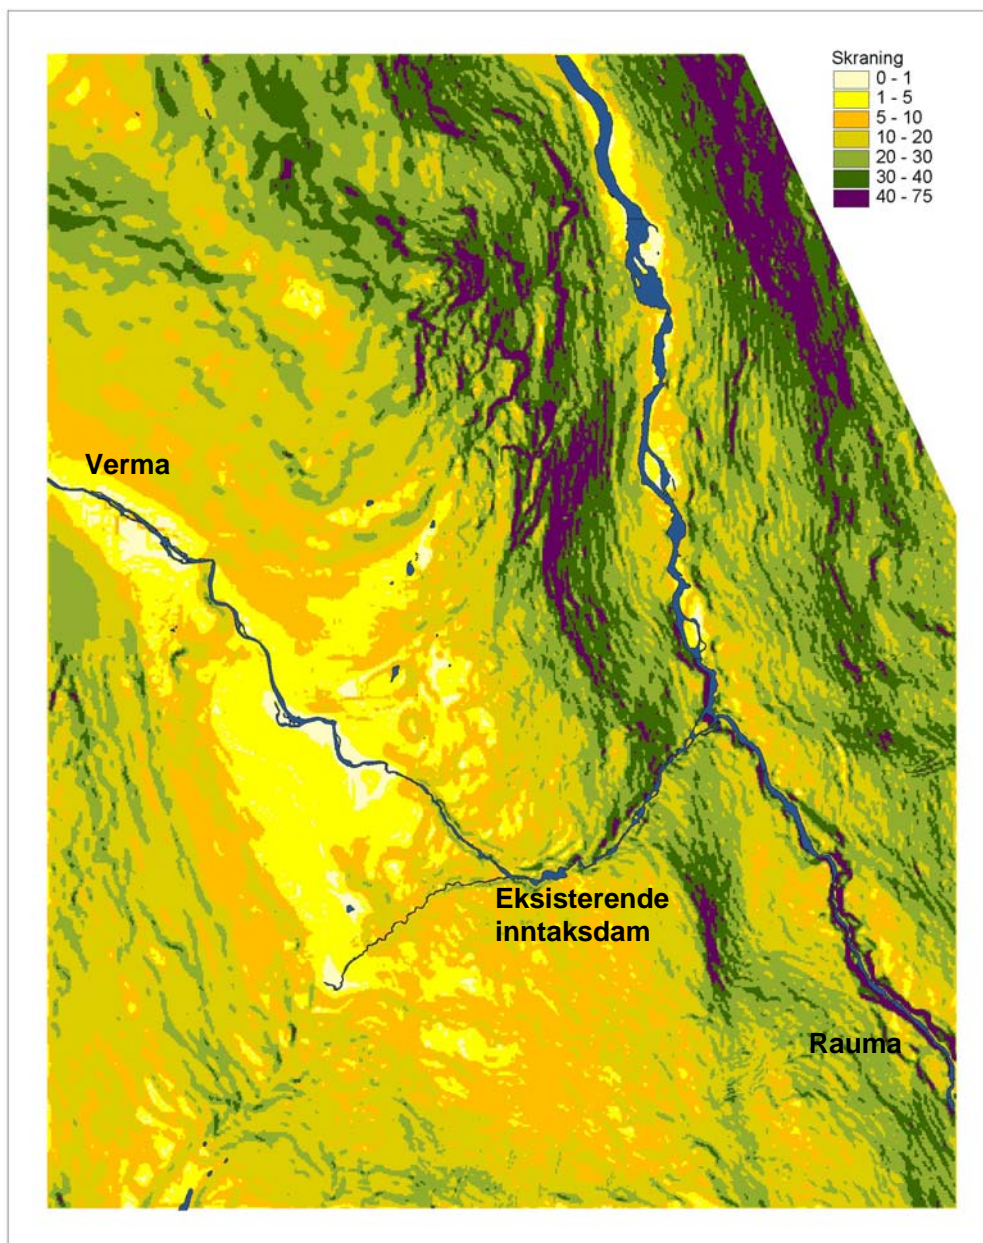 Skraning
0 - 1
1 - 5
5 - 10
10 - 20
20 - 30
30 - 40
40 - 75
Verma
Eksisterende
inntaksdam
Rauma